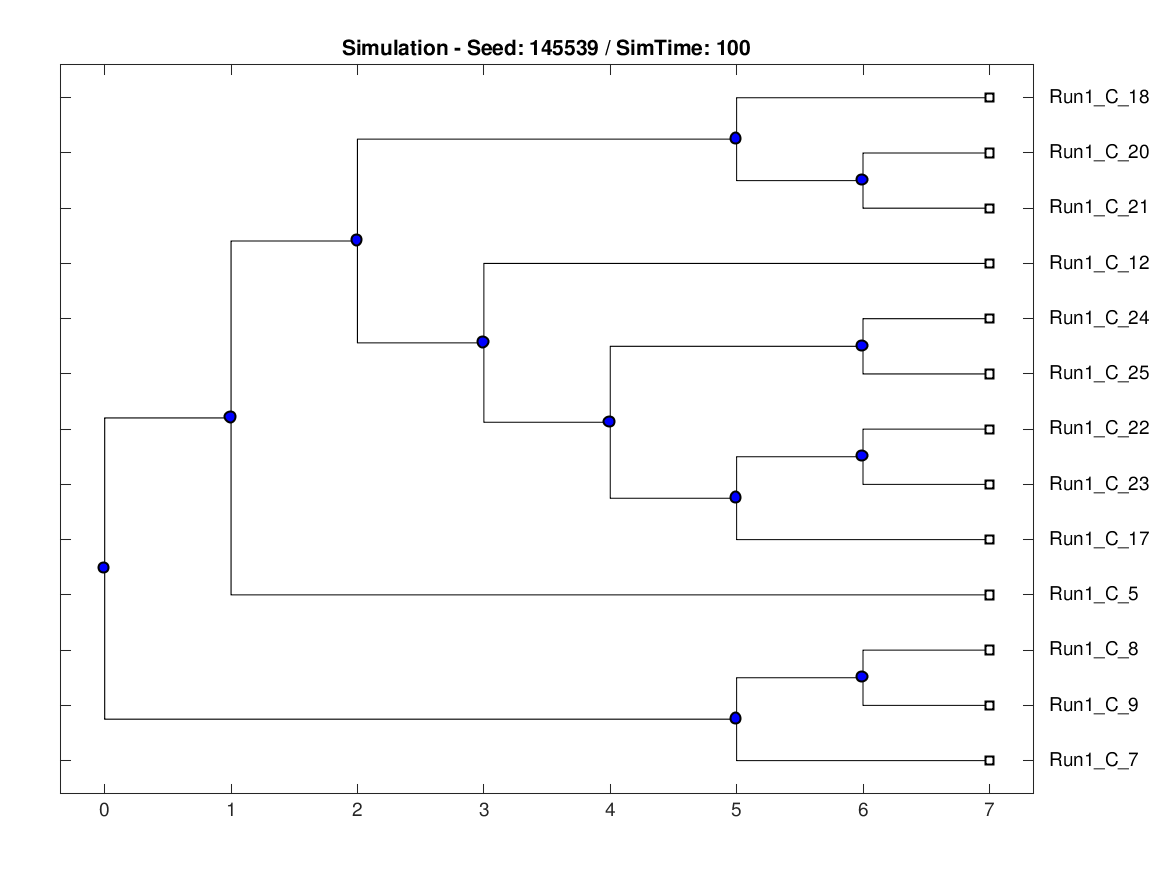 Simulation - Seed: 145539 / SimTime: 100
Run1_C_18
Run1_C_20
Run1_C_21
Run1_C_12
Run1_C_24
Run1_C_25
Run1_C_22
Run1_C_23
Run1_C_17
Run1_C_5
Run1_C_8
Run1_C_9
Run1_C_7
0 1 2 3 4 5 6 7